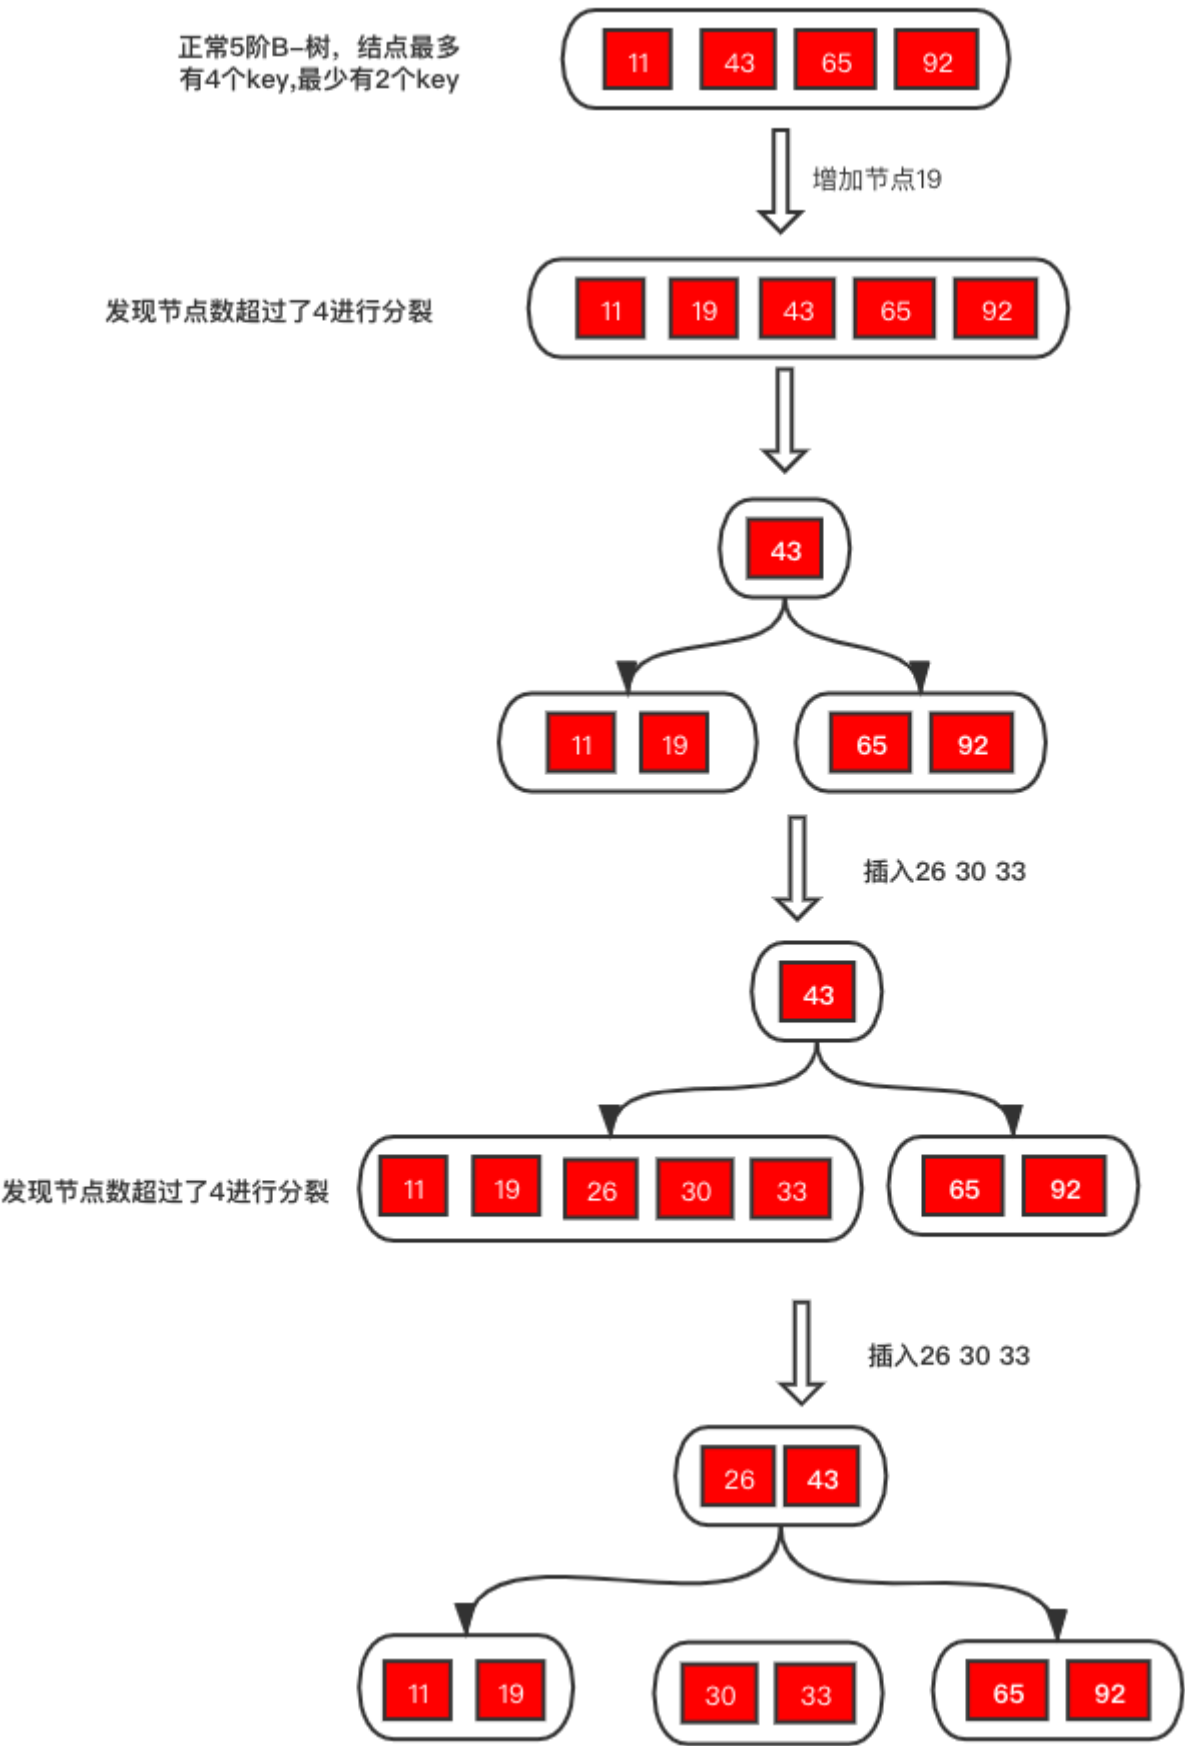 正常5阶B-树，结点最多
有4个key,最少有2个key
11 43 65 92
增加节点19
发现节点数超过了4进行分裂
11 19 43 65 92
43
11 19 65 92
插入26 30 33
43
发现节点数超过了4进行分裂
11 19 26 30 33 65 92
插入26 30 33
26 43
11 19 30 33 65 92